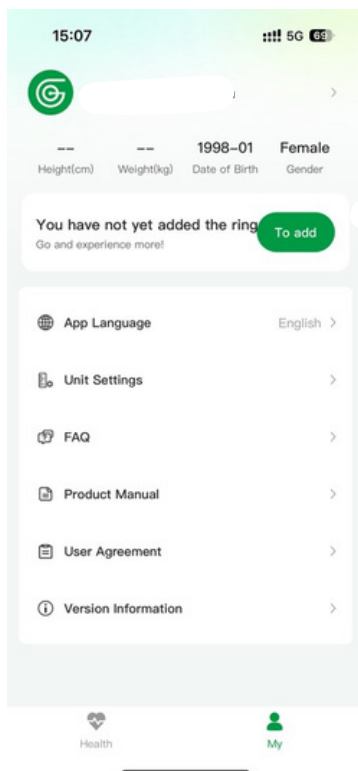 15:07 5G 69
-- -- 1998-01 Female
Height(cm) Weight(kg) Date of Birth Gender
You have not yet added the ring
Go and experience more!
To add
App Language English
Unit Settings
FAQ
Product Manual
User Agreement
Version Information
Health My